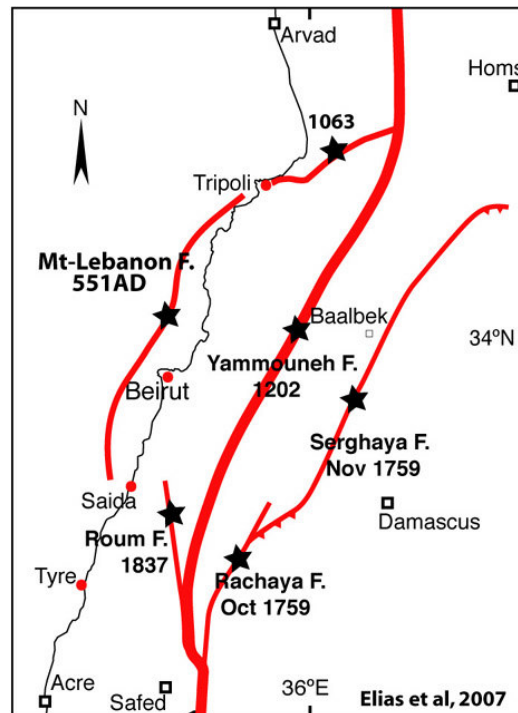 Arvad
Homs
N
1063
Tripoli
Mt-Lebanon F.
551AD
Baalbek
34ºN
Yammouneh F.
1202
Beirut
Serghaya F.
Nov 1759
Saida
Damascus
Roum F.
1837
Rachaya F.
Oct 1759
Tyre
Acre
Safed
36ºE
Elias et al, 2007